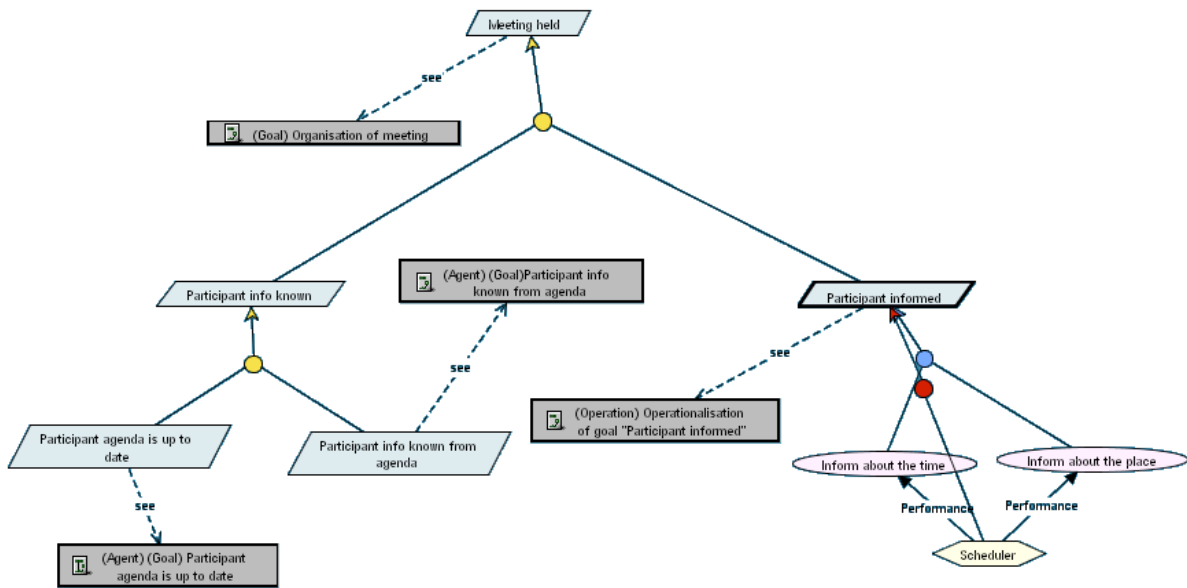 Meeting held
see
(Goal) Organisation of meeting
(Agent) (Goal)Participant info
known from agenda
Participant info known
Participant informed
see
see
(Operation) Operationalisation
of goal "Participant informed"
Participant agenda is up to
date
Participant info known from
agenda
Inform about the time
Inform about the place
see
Performance
Performance
(Agent) (Goal) Participant
agenda is up to date
Scheduler